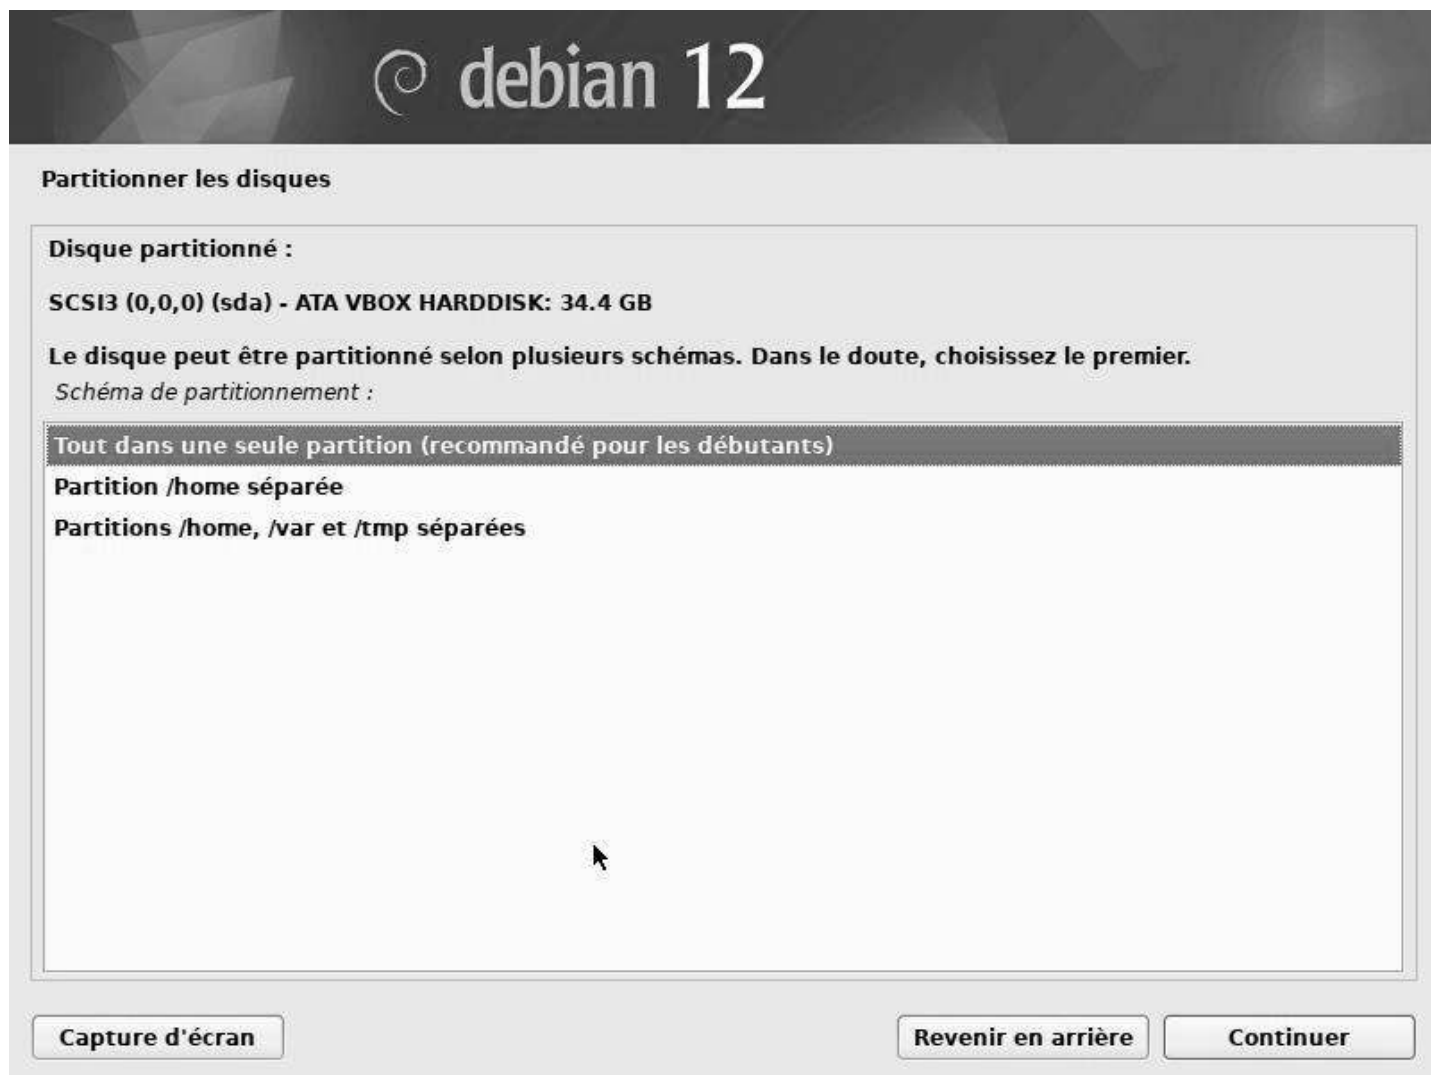 debian 12
Partitionner les disques
Disque partitionné :
SCSI3 (0,0,0) (sda) - ATA VBOX HARDDISK: 34.4 GB
Le disque peut être partitionné selon plusieurs schémas. Dans le doute, choisissez le premier.
Schéma de partitionnement :
Tout dans une seule partition (recommandé pour les débutants)
Partition /home séparée
Partitions /home, /var et /tmp séparées
Capture d'écran
Revenir en arrière
Continuer